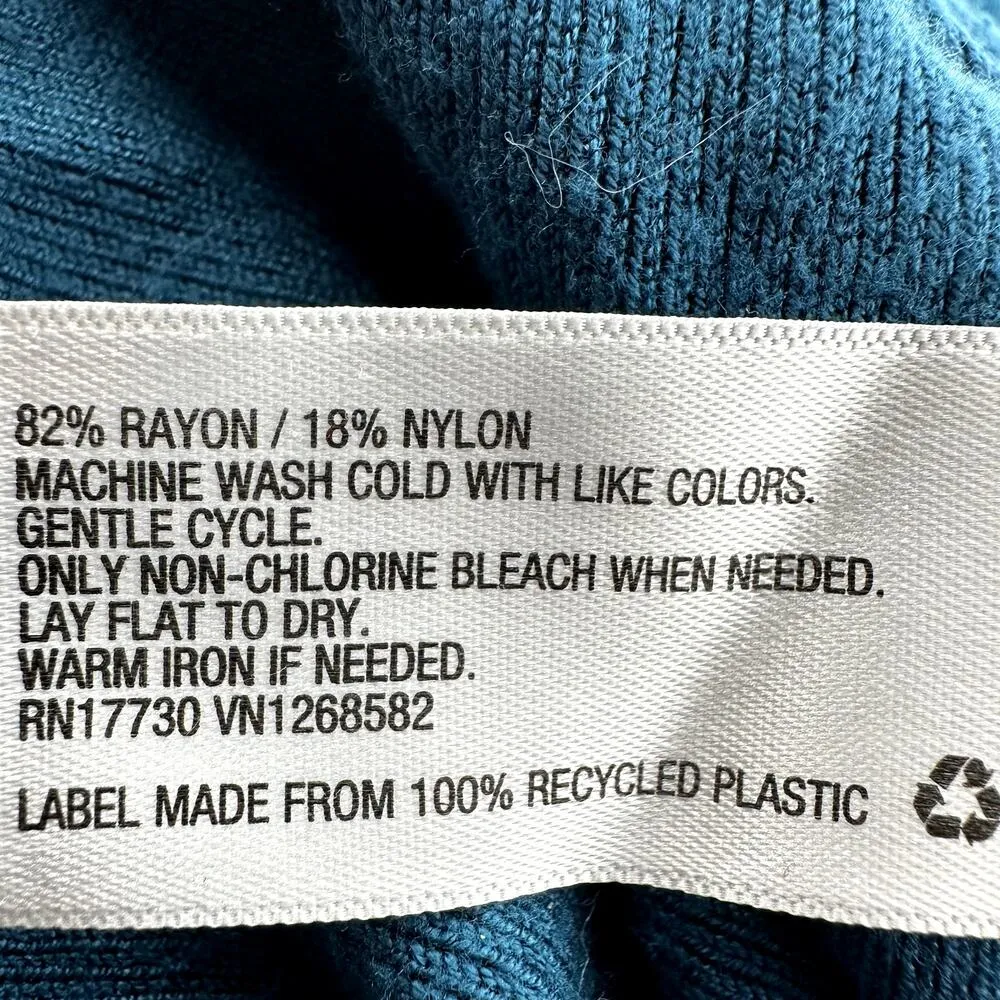 82% RAYON / 18% NYLON
MACHINE WASH COLD WITH LIKE COLORS.
GENTLE CYCLE.
ONLY NON-CHLORINE BLEACH WHEN NEEDED.
LAY FLAT TO DRY.
WARM IRON IF NEEDED.
RN17730 VN1268582
LABEL MADE FROM 100% RECYCLED PLASTIC